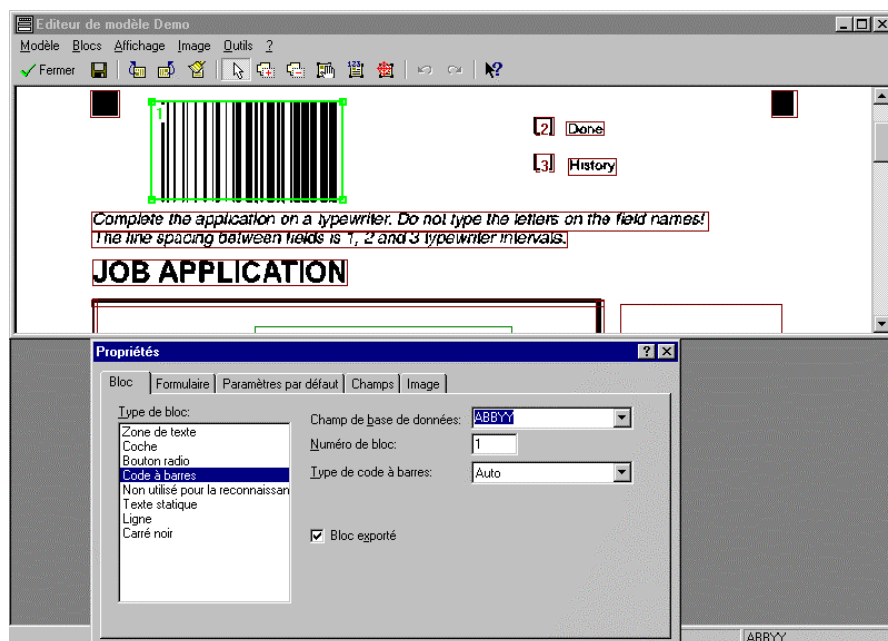 Editeur de modèle Demo
Modèle Blocs Affichage Image Outils ?
Fermer
1
2 Done
3 History
Complete the application on a typewriter. Do not type the letters on the field names!
The line spacing between fields is 1, 2 and 3 typewriter intervals.
JOB APPLICATION
Propriétés
Bloc Formulaire Paramètres par défaut Champs Image
Type de bloc:
Zone de texte
Coche
Bouton radio
Code à barres
Non utilisé pour la reconnaissan
Texte statique
Ligne
Carré noir
Champ de base de données: ABBYY
Numéro de bloc: 1
Type de code à barres: Auto
Bloc exporté
ABBYY